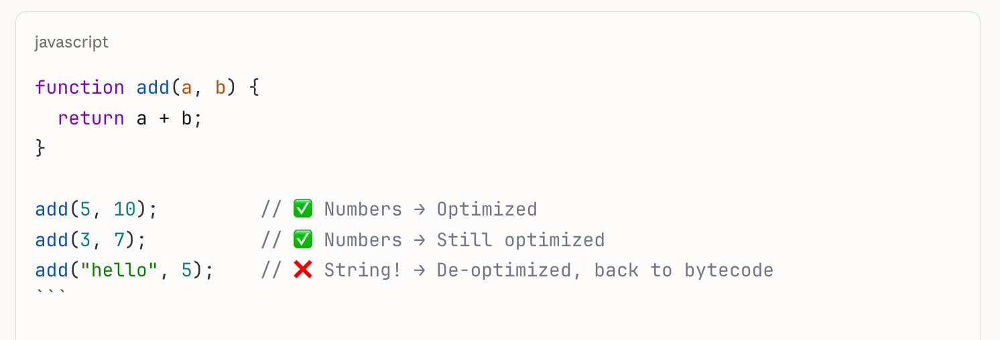 javascript
function add(a, b) {
  return a + b;
}
add(5, 10);         // ✅ Numbers → Optimized
add(3, 7);          // ✅ Numbers → Still optimized
add("hello", 5);    // ❌ String! → De-optimized, back to bytecode
```